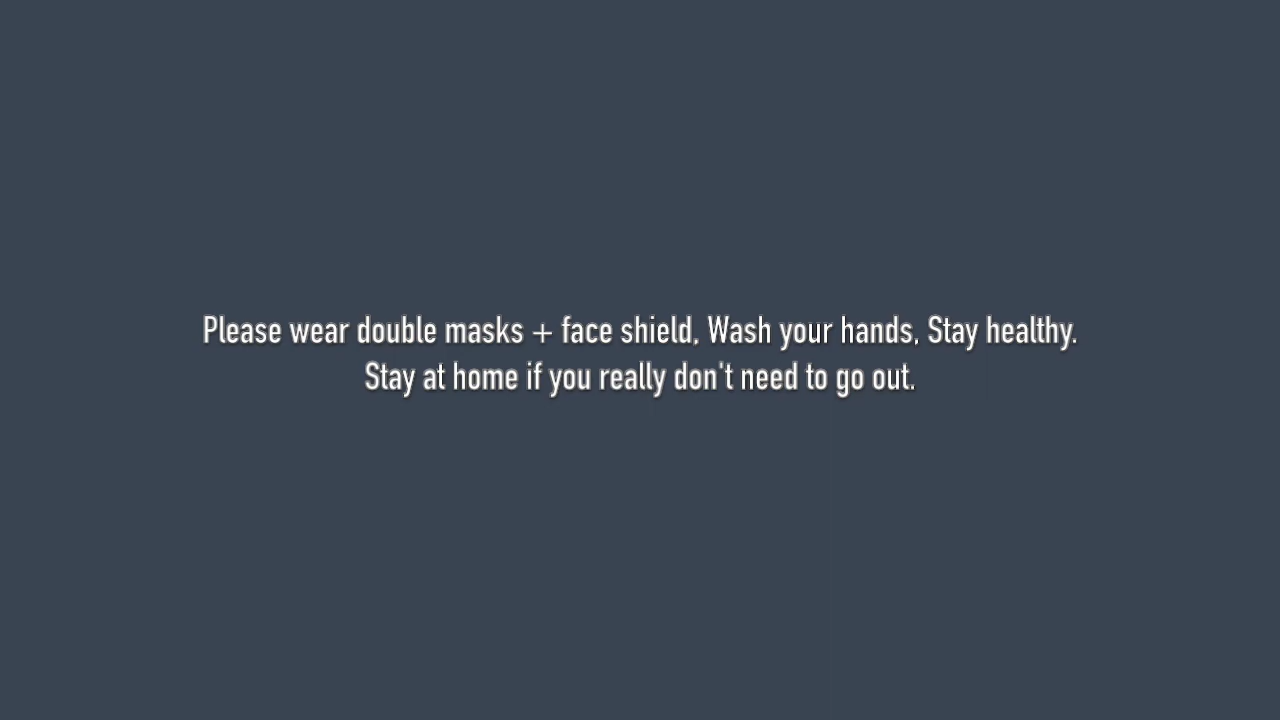 Please wear double masks + face shield, Wash your hands, Stay healthy.
Stay at home if you really don't need to go out.